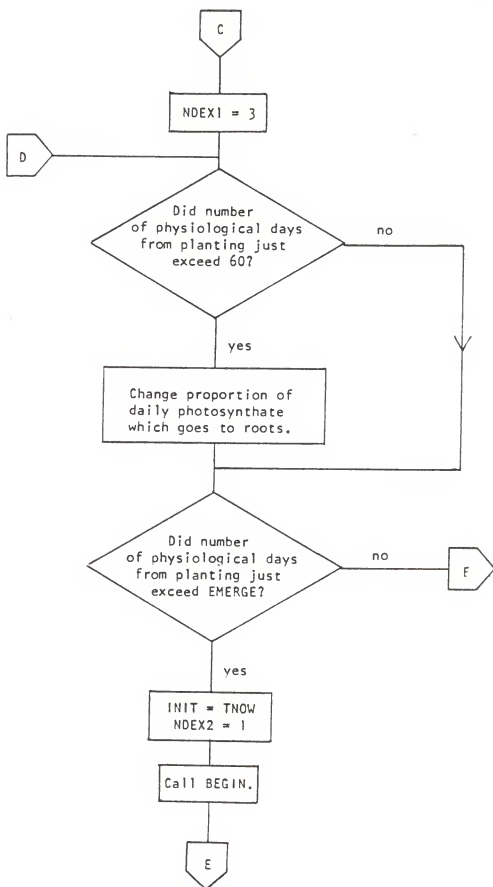 C
NDEX1 = 3
D
Did number
of physiological days
from planting just
exceed 60?
no
yes
Change proportion of
daily photosynthate
which goes to roots.
Did number
of physiological days
from planting just
exceed EMERGE?
no
F
yes
INIT = TNOW
NDEX2 = 1
Call BEGIN.
E